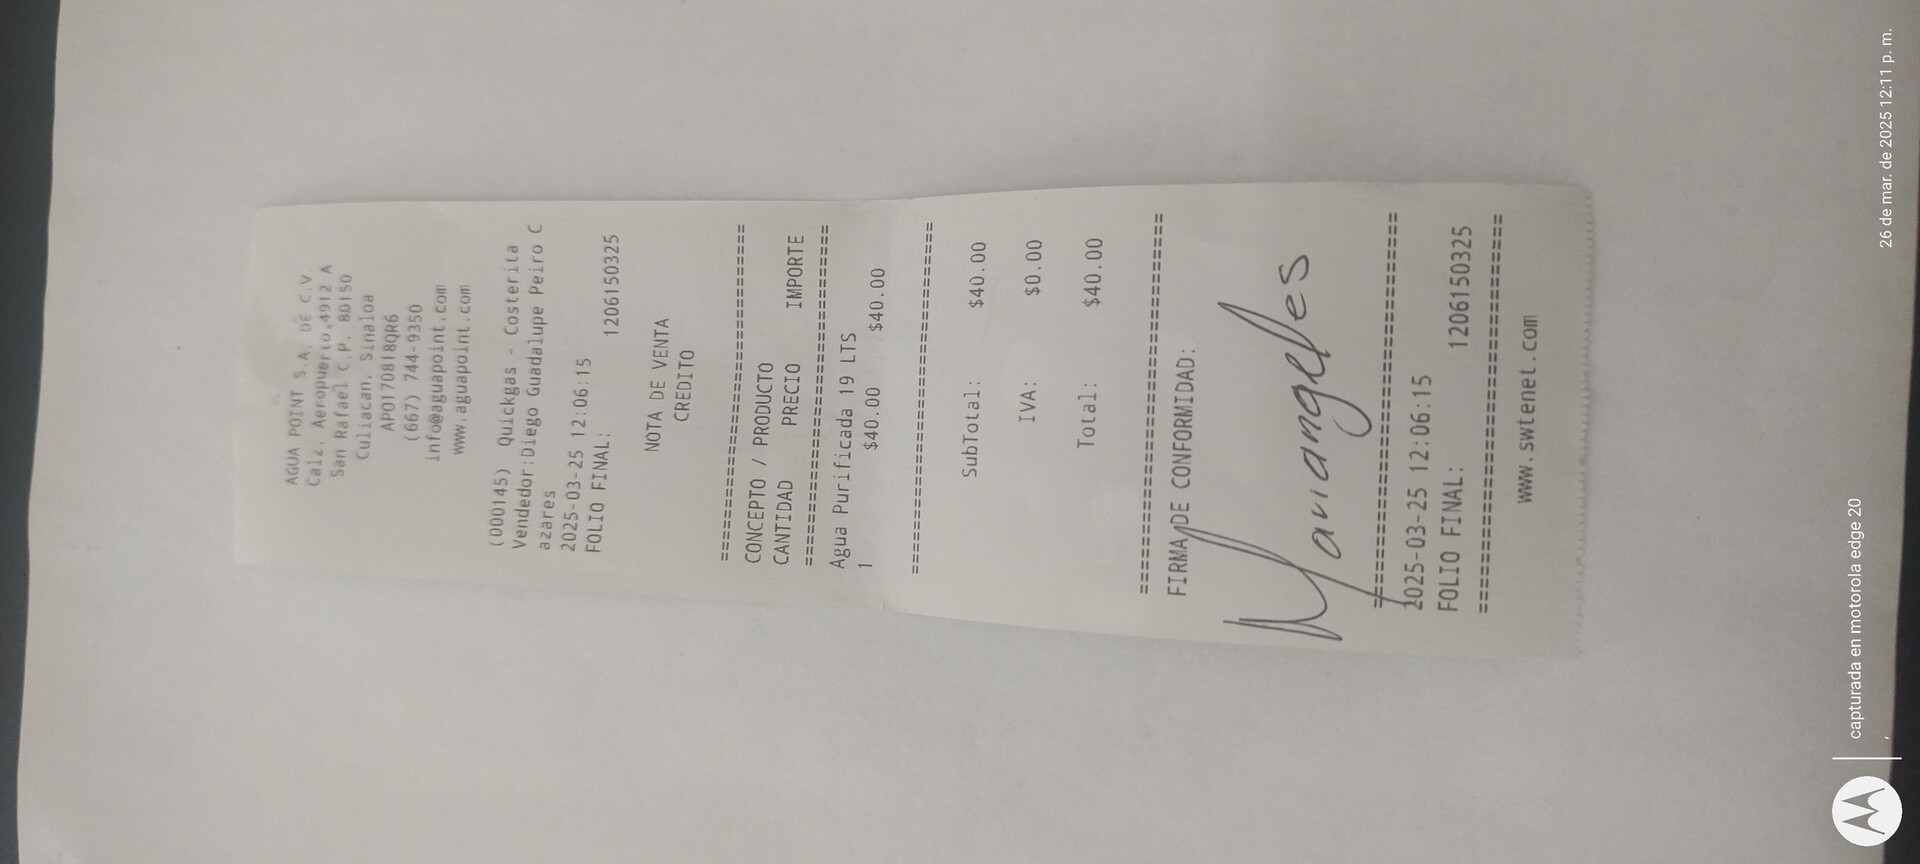 AGUA POINT S.A. DE C.V.
Calz. Aeropuerto 4912 A
San Rafael C.P. 80150
Culiacan, Sinaloa
APO170818QR6
(667) 744-9350
info@aguapoint.com
www.aguapoint.com
(000145) Quickgas - Costerita
Vendedor:Diego Guadalupe Peiro C
azares
2025-03-25 12:06:15
FOLIO FINAL: 1206150325
NOTA DE VENTA
CREDITO
================================
CONCEPTO / PRODUCTO
CANTIDAD PRECIO IMPORTE
================================
Agua Purificada 19 LTS
1 $40.00 $40.00
================================
SubTotal: $40.00
IVA: $0.00
Total: $40.00
================================
FIRMA DE CONFORMIDAD:
Mariangeles
================================
2025-03-25 12:06:15
FOLIO FINAL: 1206150325
================================
www.swtenet.com
capturada en motorola edge 20
,
26 de mar. de 2025 12:11 p. m.